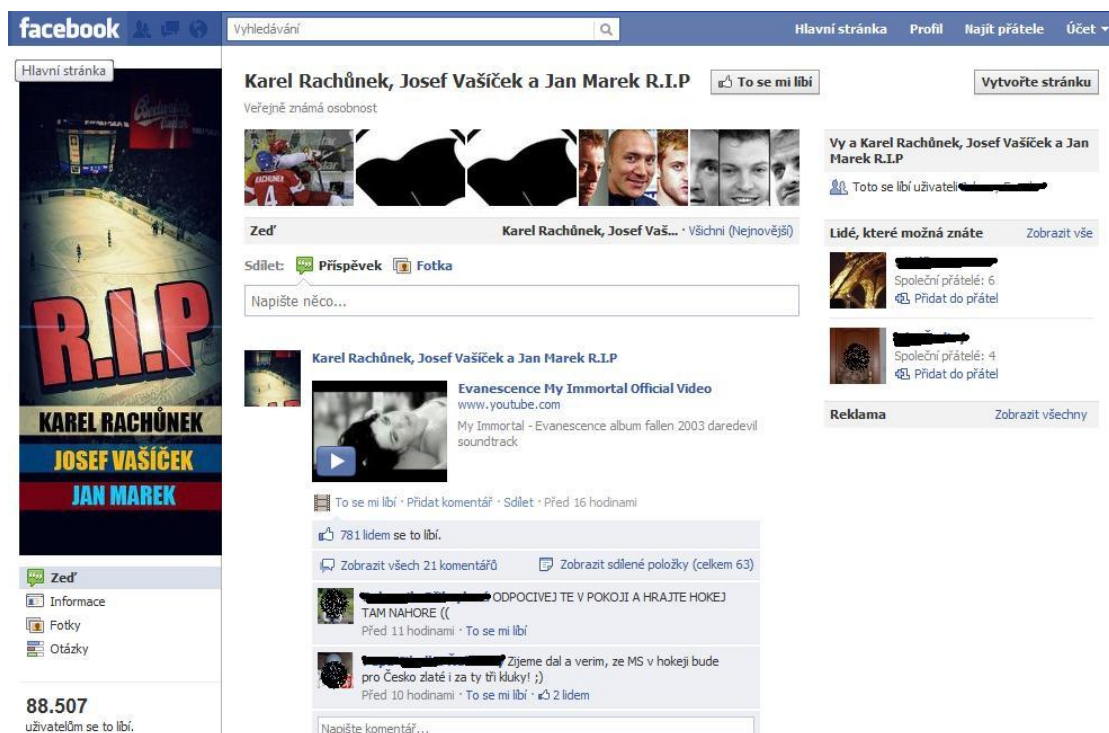 facebook
Vyhledávání
Hlavní stránka Profil Najít přátele Účet
Hlavní stránka
Budweiser
R.I.P
KAREL RACHŮNEK
JOSEF VAŠÍČEK
JAN MAREK
Zeď
Informace
Fotky
Otázky
88.507
uživatelům se to líbí.
Karel Rachůnek, Josef Vašíček a Jan Marek R.I.P
To se mi líbí
Vytvořte stránku
Veřejně známá osobnost
RACHUNEK
4
Zeď
Karel Rachůnek, Josef Vaš... · Všichni (Nejnovější)
Sdílet: Příspěvek Fotka
Napište něco...
Karel Rachůnek, Josef Vašíček a Jan Marek R.I.P
Evanescence My Immortal Official Video
www.youtube.com
My Immortal - Evanescence album fallen 2003 daredevil
soundtrack
To se mi líbí · Přidat komentář · Sdílet · Před 16 hodinami
781 lidem se to líbí.
Zobrazit všech 21 komentářů
Zobrazit sdílené položky (celkem 63)
ODPOCIVEJ TE V POKOJI A HRAJTE HOKEJ
TAM NAHORE ((
Před 11 hodinami · To se mi líbí
Zijeme dal a verim, ze MS v hokeji bude
pro Česko zlaté i za ty tři kluky! ;)
Před 10 hodinami · To se mi líbí · 2 lidem
Napište komentář...
Vy a Karel Rachůnek, Josef Vašíček a Jan
Marek R.I.P
Toto se líbí uživateli
Lidé, které možná znáte
Zobrazit vše
Společní přátelé: 6
Přidat do přátel
Společní přátelé: 4
Přidat do přátel
Reklama
Zobrazit všechny